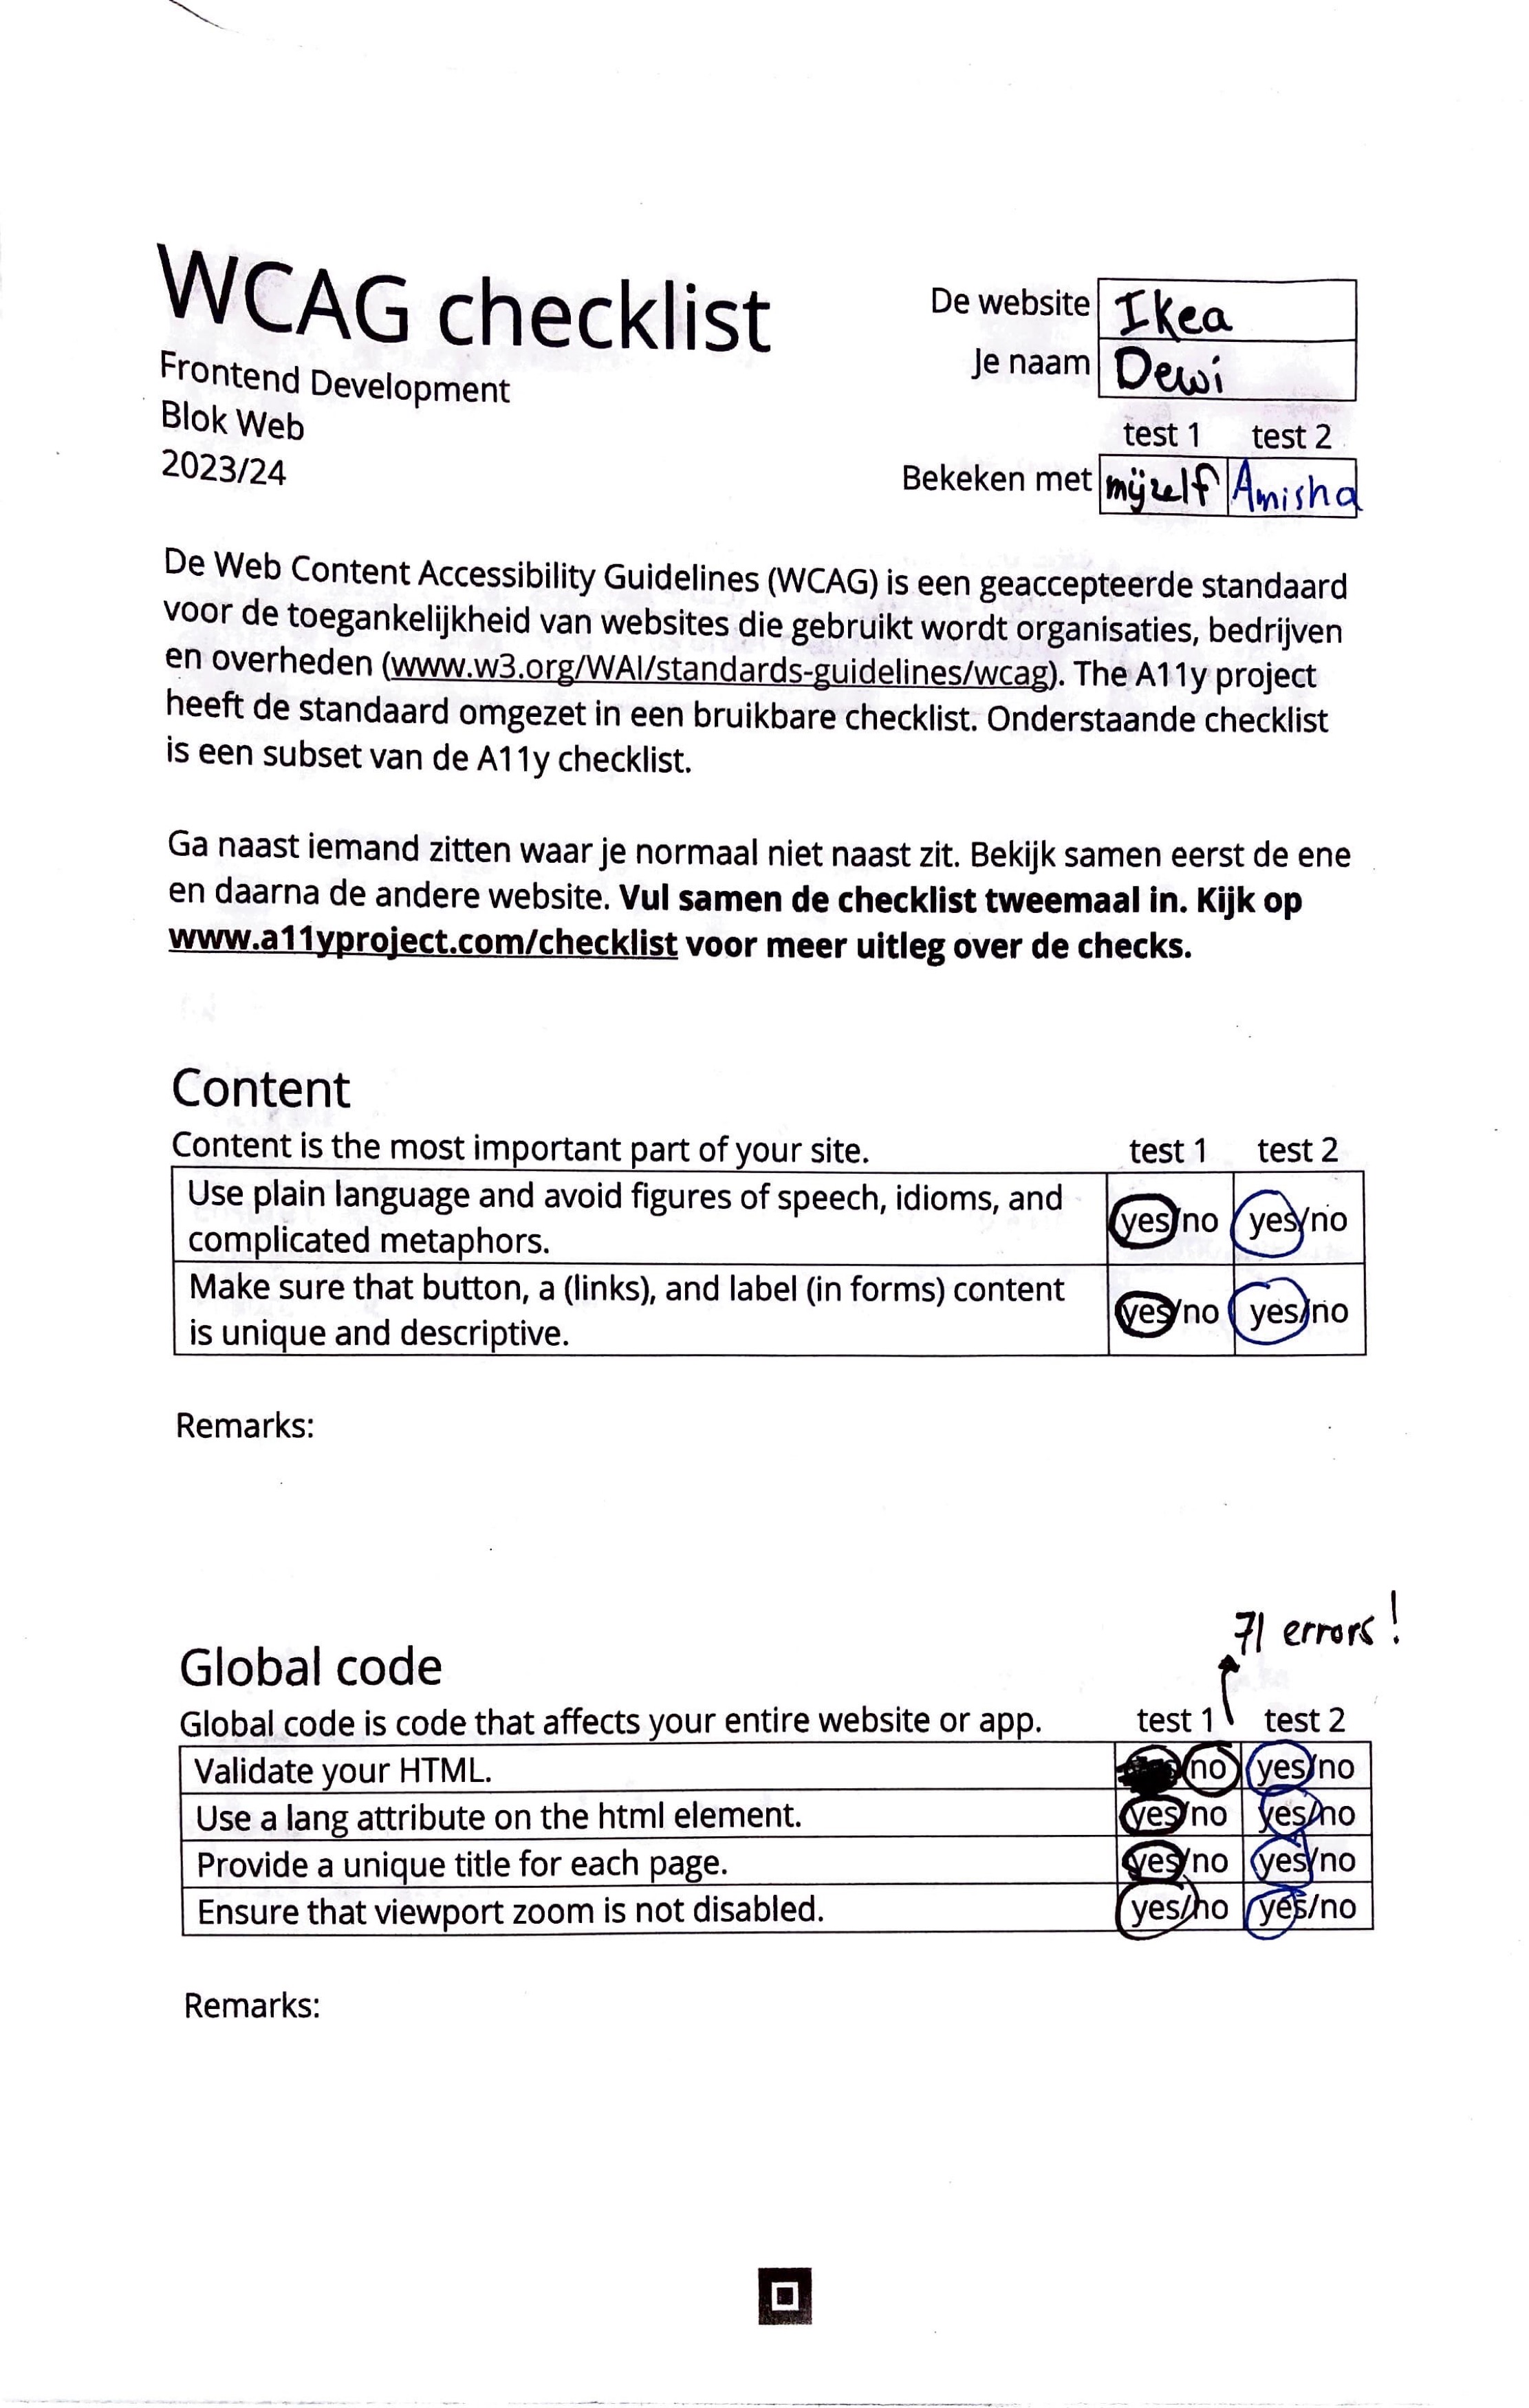 WCAG checklist
Frontend Development
Blok Web
2023/24
De website Ikea
Je naam Dewi
test 1 test 2
Bekeken met mijzelf Amisha
De Web Content Accessibility Guidelines (WCAG) is een geaccepteerde standaard
voor de toegankelijkheid van websites die gebruikt wordt organisaties, bedrijven
en overheden (www.w3.org/WAI/standards-guidelines/wcag). The A11y project
heeft de standaard omgezet in een bruikbare checklist. Onderstaande checklist
is een subset van de A11y checklist.
Ga naast iemand zitten waar je normaal niet naast zit. Bekijk samen eerst de ene
en daarna de andere website. Vul samen de checklist tweemaal in. Kijk op
www.a11yproject.com/checklist voor meer uitleg over de checks.
Content
Content is the most important part of your site. test 1 test 2
Use plain language and avoid figures of speech, idioms, and
complicated metaphors.
yes/no yes/no
Make sure that button, a (links), and label (in forms) content
is unique and descriptive.
yes/no yes/no
Remarks:
71 errors!
Global code
Global code is code that affects your entire website or app. test 1 test 2
Validate your HTML. /no yes/no
Use a lang attribute on the html element. yes/no yes/no
Provide a unique title for each page. yes/no yes/no
Ensure that viewport zoom is not disabled. yes/no yes/no
Remarks: